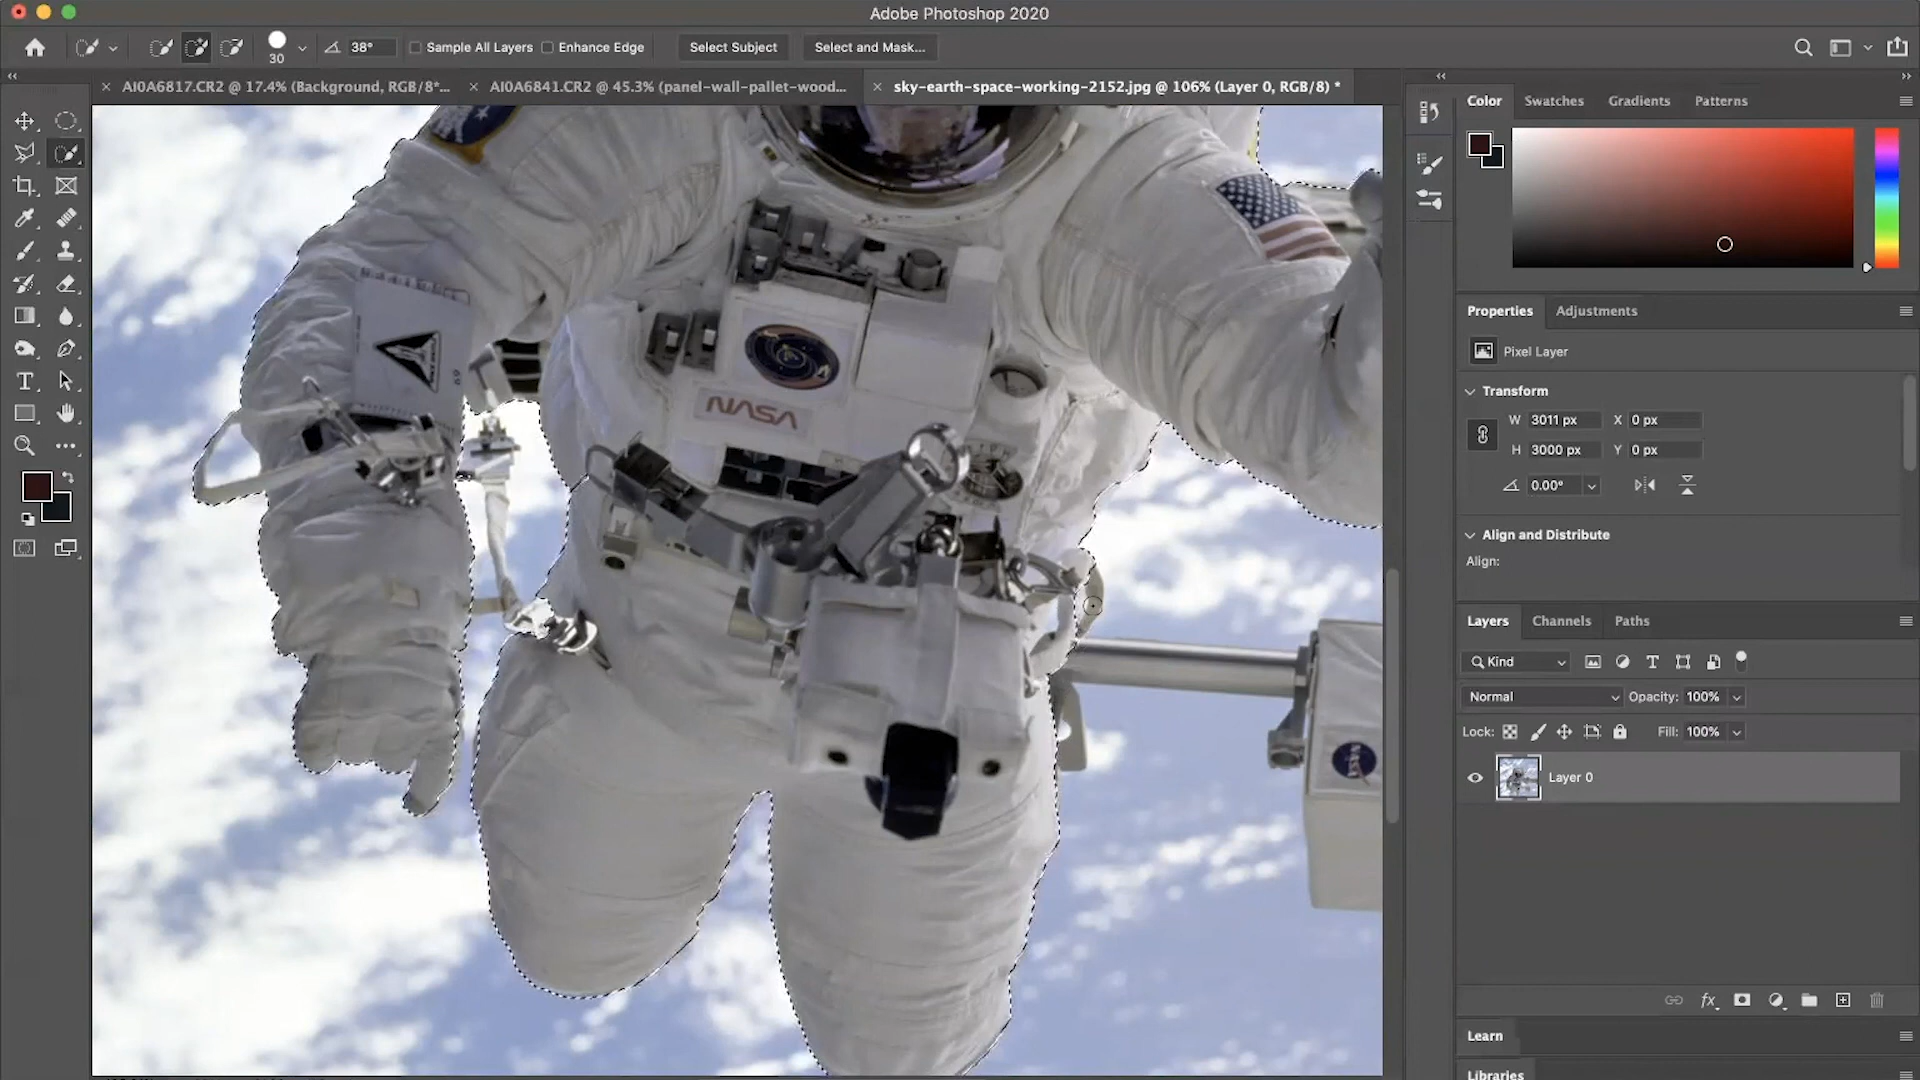 Adobe Photoshop 2020
30
38°
Sample All Layers
Enhance Edge
Select Subject
Select and Mask...
AI0A6817.CR2 @ 17.4% (Background, RGB/8*...
AI0A6841.CR2 @ 45.3% (panel-wall-pallet-wood...
sky-earth-space-working-2152.jpg @ 106% (Layer 0, RGB/8) *
Color
Swatches
Gradients
Patterns
NASA
Properties
Adjustments
Pixel Layer
Transform
W 3011 px X 0 px
H 3000 px Y 0 px
0.00°
Align and Distribute
Align:
Layers
Channels
Paths
Kind
Normal
Opacity: 100%
Lock:
Fill: 100%
Layer 0
NASA
fx
Learn
Libraries